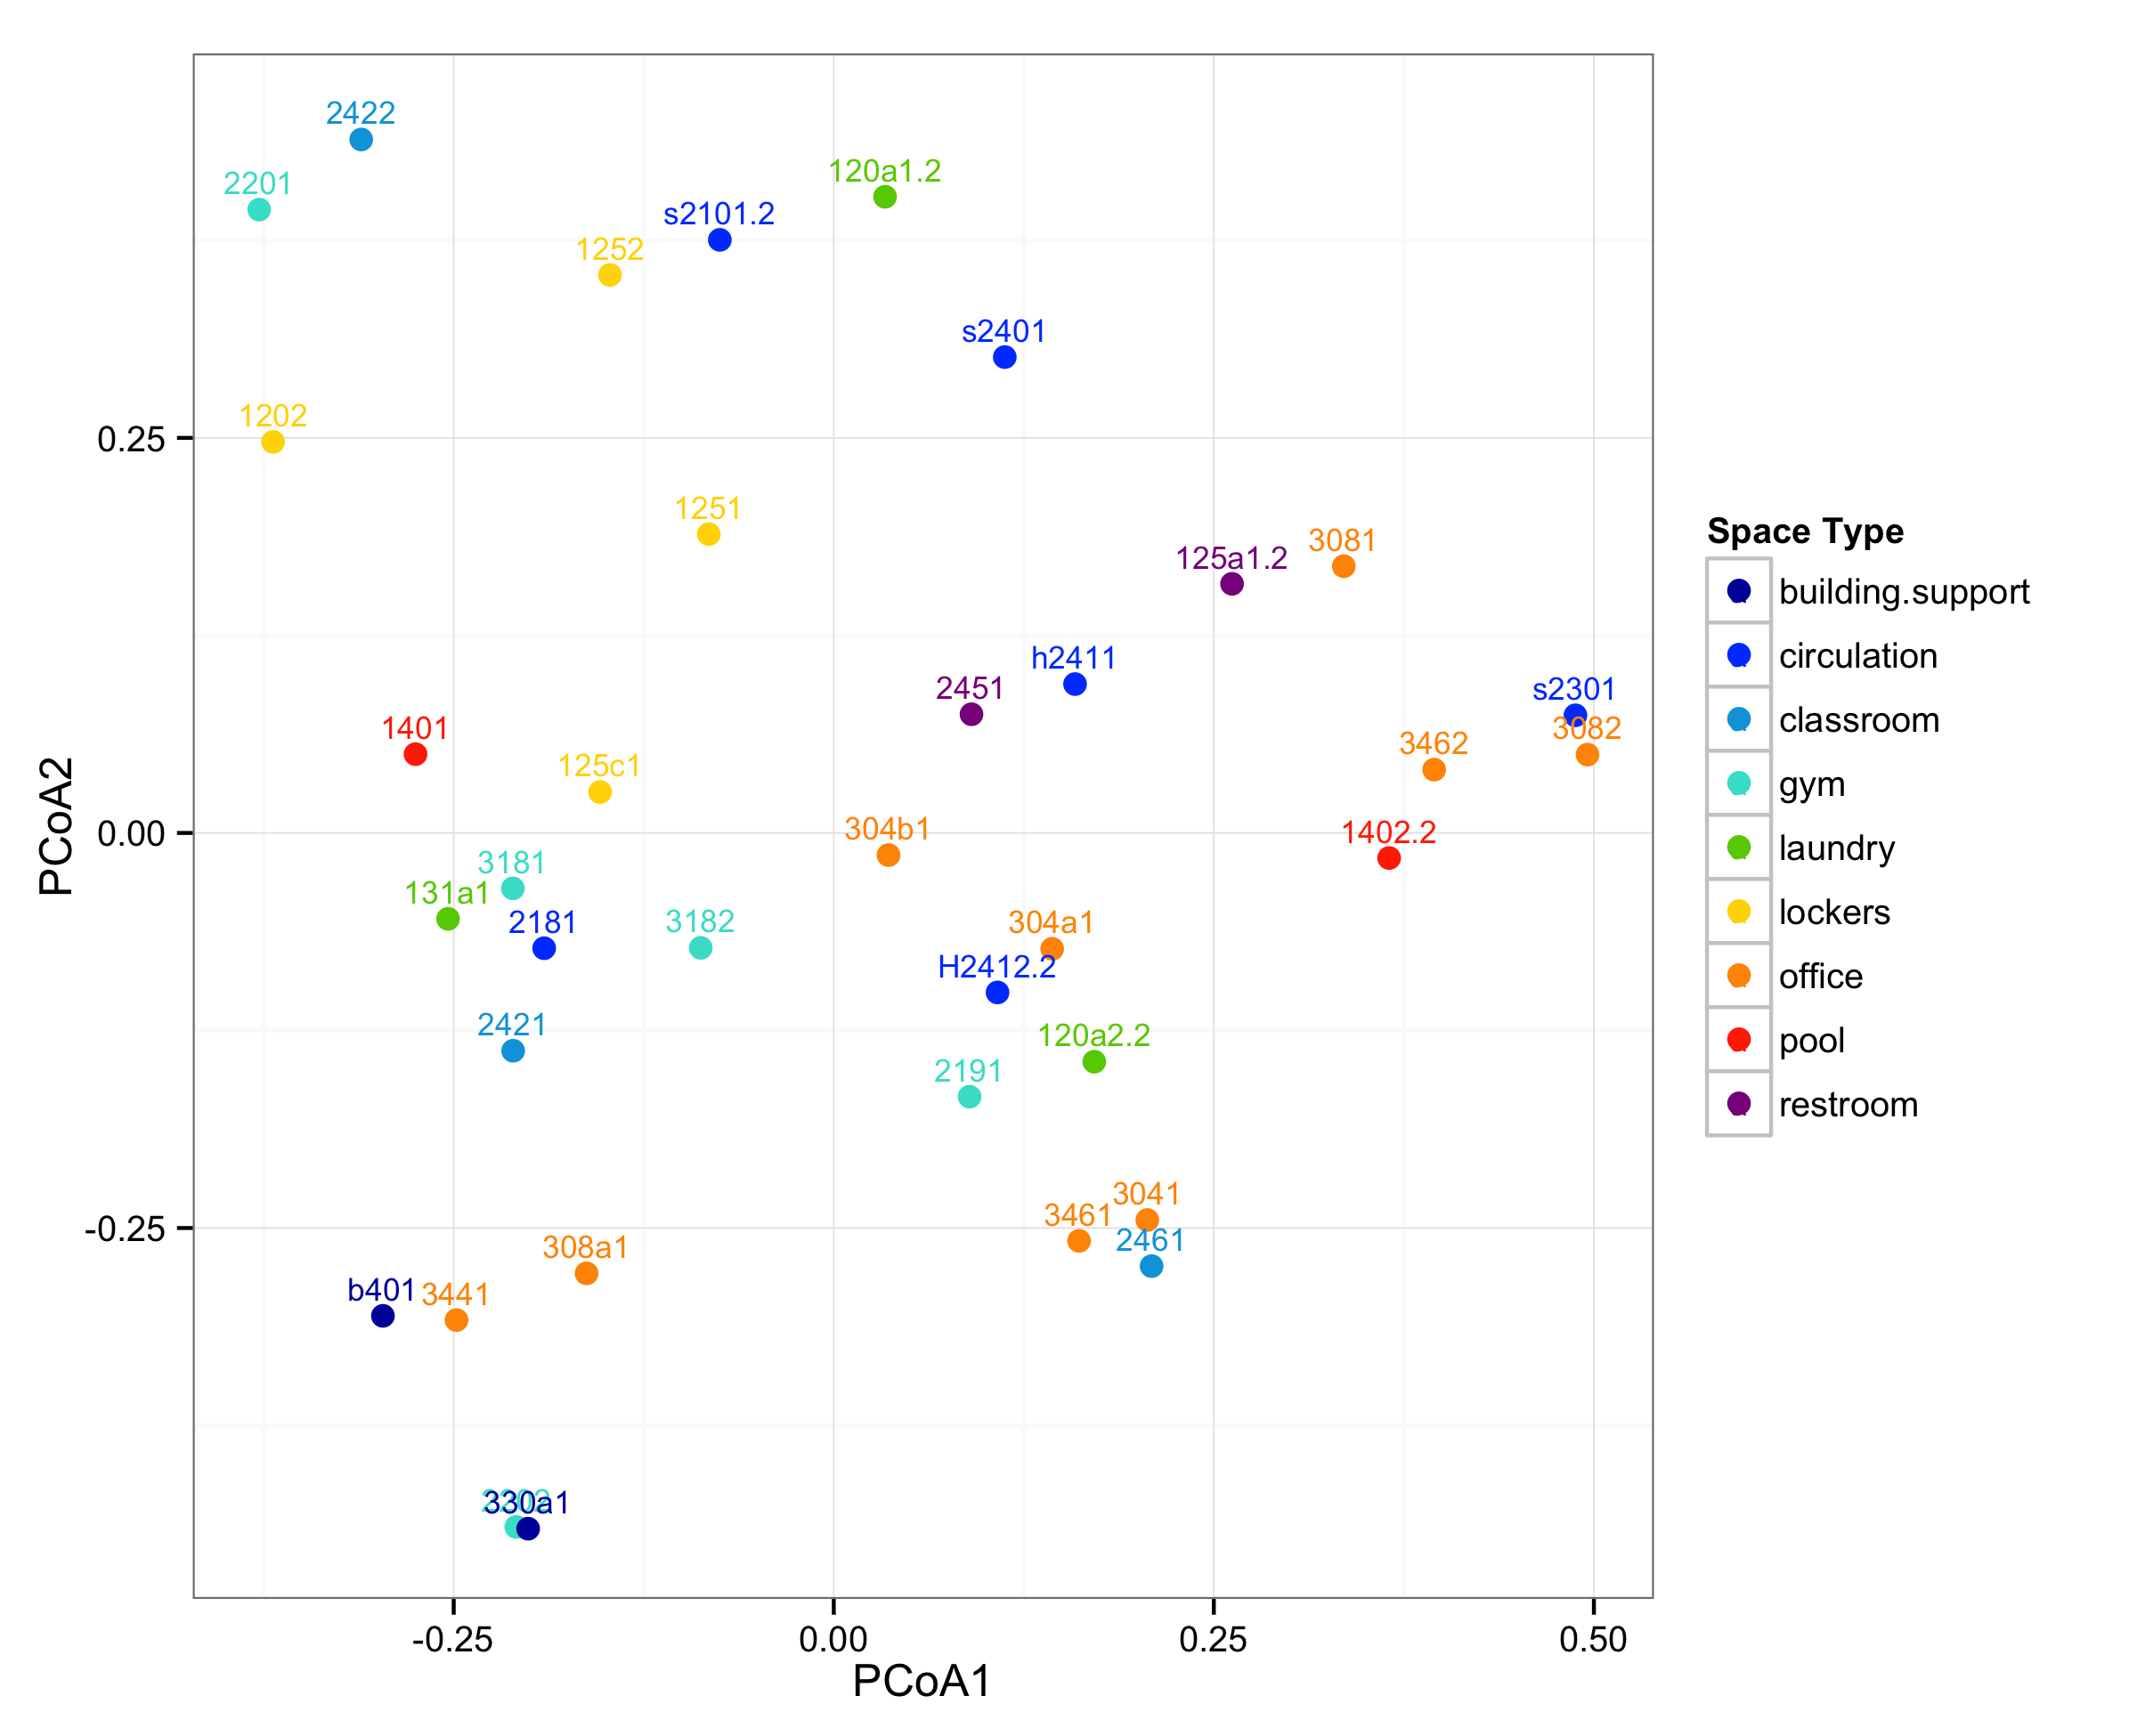 2422
2201
120a1.2
s2101.2
1252
s2401
1202
0.25
1251
3081
125a1.2
h2411
2451
s2301
3082
1401
3462
125c1
304b1
1402.2
0.00
3181
131a1
2181
3182
304a1
H2412.2
2421
120a2.2
2191
3041
3461
2461
-0.25
308a1
b401
3441
330a1
-0.25
0.00
0.25
0.50
PCoA1
PCoA2
Space Type
building.support
circulation
classroom
gym
laundry
lockers
office
pool
restroom